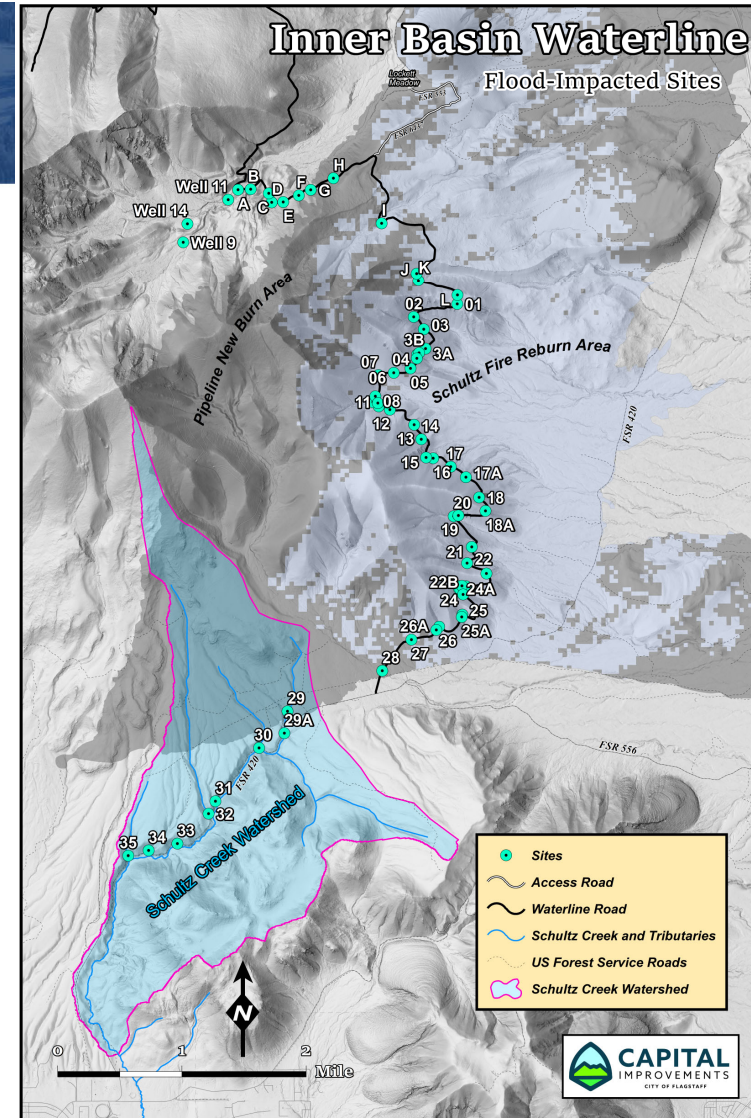 Inner Basin Waterline
Flood-Impacted Sites
Lockett
Meadow
FSR 552
H
B
Well 11
D
F
G
A
C
E
Well 14
I
Well 9
J
K
L
01
02
03
3B
3A
07
04
06
05
08
11
12
14
13
17
15
16
17A
18
20
19
18A
21
22
22B
24A
24
25
26A
25A
26
27
28
29
29A
30
31
32
33
34
35
Pipeline New Burn Area
Schultz Fire Reburn Area
FSR 420
FSR 556
FSR 420
Schultz Creek Watershed
Sites
Access Road
Waterline Road
Schultz Creek and Tributaries
US Forest Service Roads
Schultz Creek Watershed
N
0
1
2
Mile
CAPITAL
IMPROVEMENTS
CITY OF FLAGSTAFF